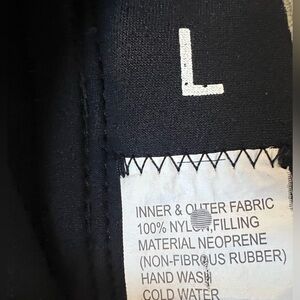 L
INNER & OUTER FABRIC
100% NYLON,FILLING
MATERIAL NEOPRENE
(NON-FIBROUS RUBBER)
HAND WASH
COLD WATER